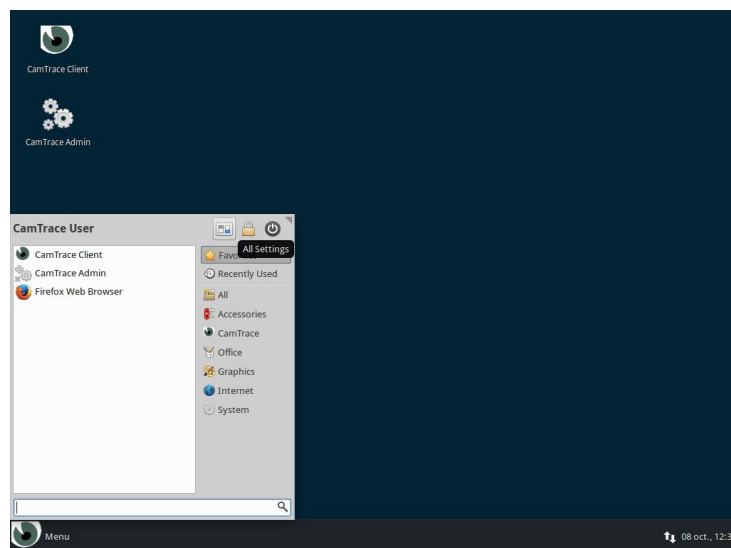 CamTrace Client
CamTrace Admin
CamTrace User
All Settings
CamTrace Client
CamTrace Admin
Firefox Web Browser
Recently Used
All
Accessories
CamTrace
Office
Graphics
Internet
System
Menu
08 oct., 12:3